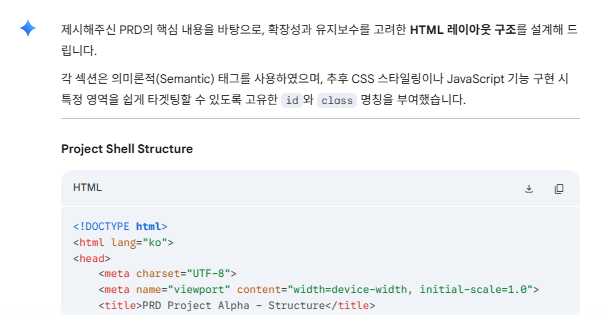 제시해주신 PRD의 핵심 내용을 바탕으로, 확장성과 유지보수를 고려한 HTML 레이아웃 구조를 설계해 드
립니다.
각 섹션은 의미론적(Semantic) 태그를 사용하였으며, 추후 CSS 스타일링이나 JavaScript 기능 구현 시
특정 영역을 쉽게 타겟팅할 수 있도록 고유한 id와 class 명칭을 부여했습니다.
Project Shell Structure
HTML
<!DOCTYPE html>
<html lang="ko">
<head>
    <meta charset="UTF-8">
    <meta name="viewport" content="width=device-width, initial-scale=1.0">
    <title>PRD Project Alpha - Structure</title>